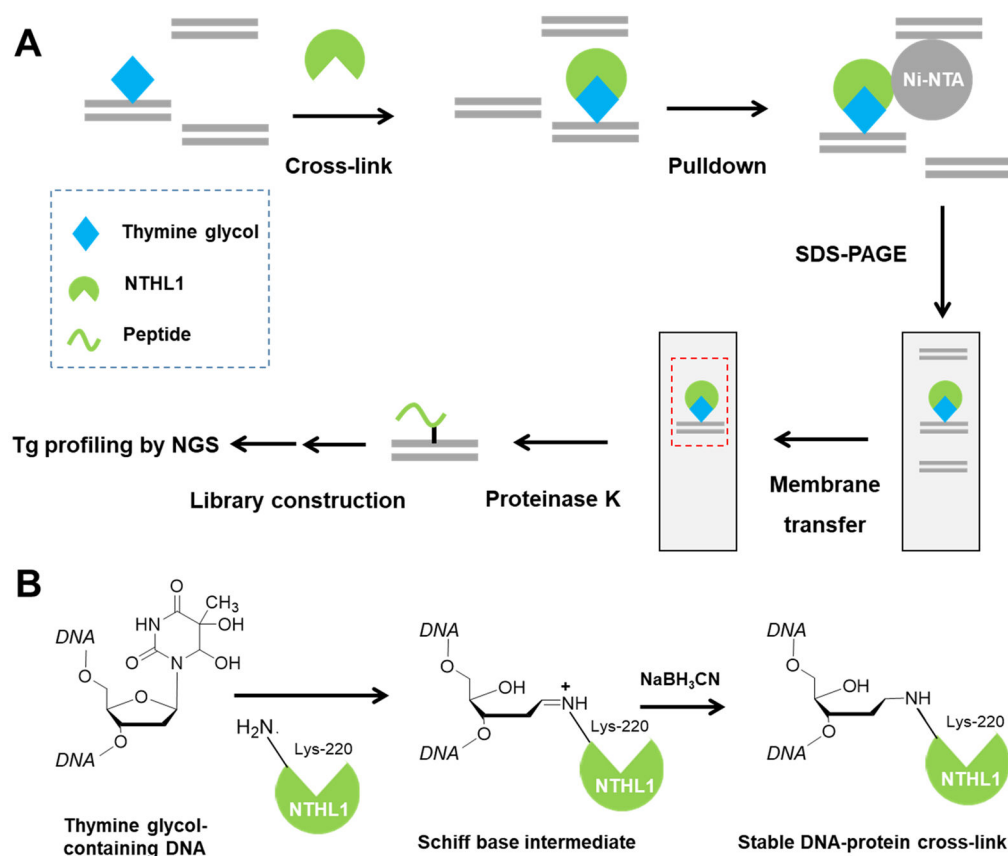 A
Ni-NTA
Cross-link
Pulldown
Thymine glycol
NTHL1
Peptide
SDS-PAGE
Tg profiling by NGS
Library construction
Proteinase K
Membrane
transfer
B
O
CH₃
HN
OH
O
N
OH
DNA
O
O
O
DNA
H₂N.
Lys-220
NTHL1
Thymine glycol-
containing DNA
DNA
O
OH
+
NH
O
DNA
Lys-220
NTHL1
Schiff base intermediate
NaBH₃CN
DNA
O
OH
NH
O
DNA
Lys-220
NTHL1
Stable DNA-protein cross-link